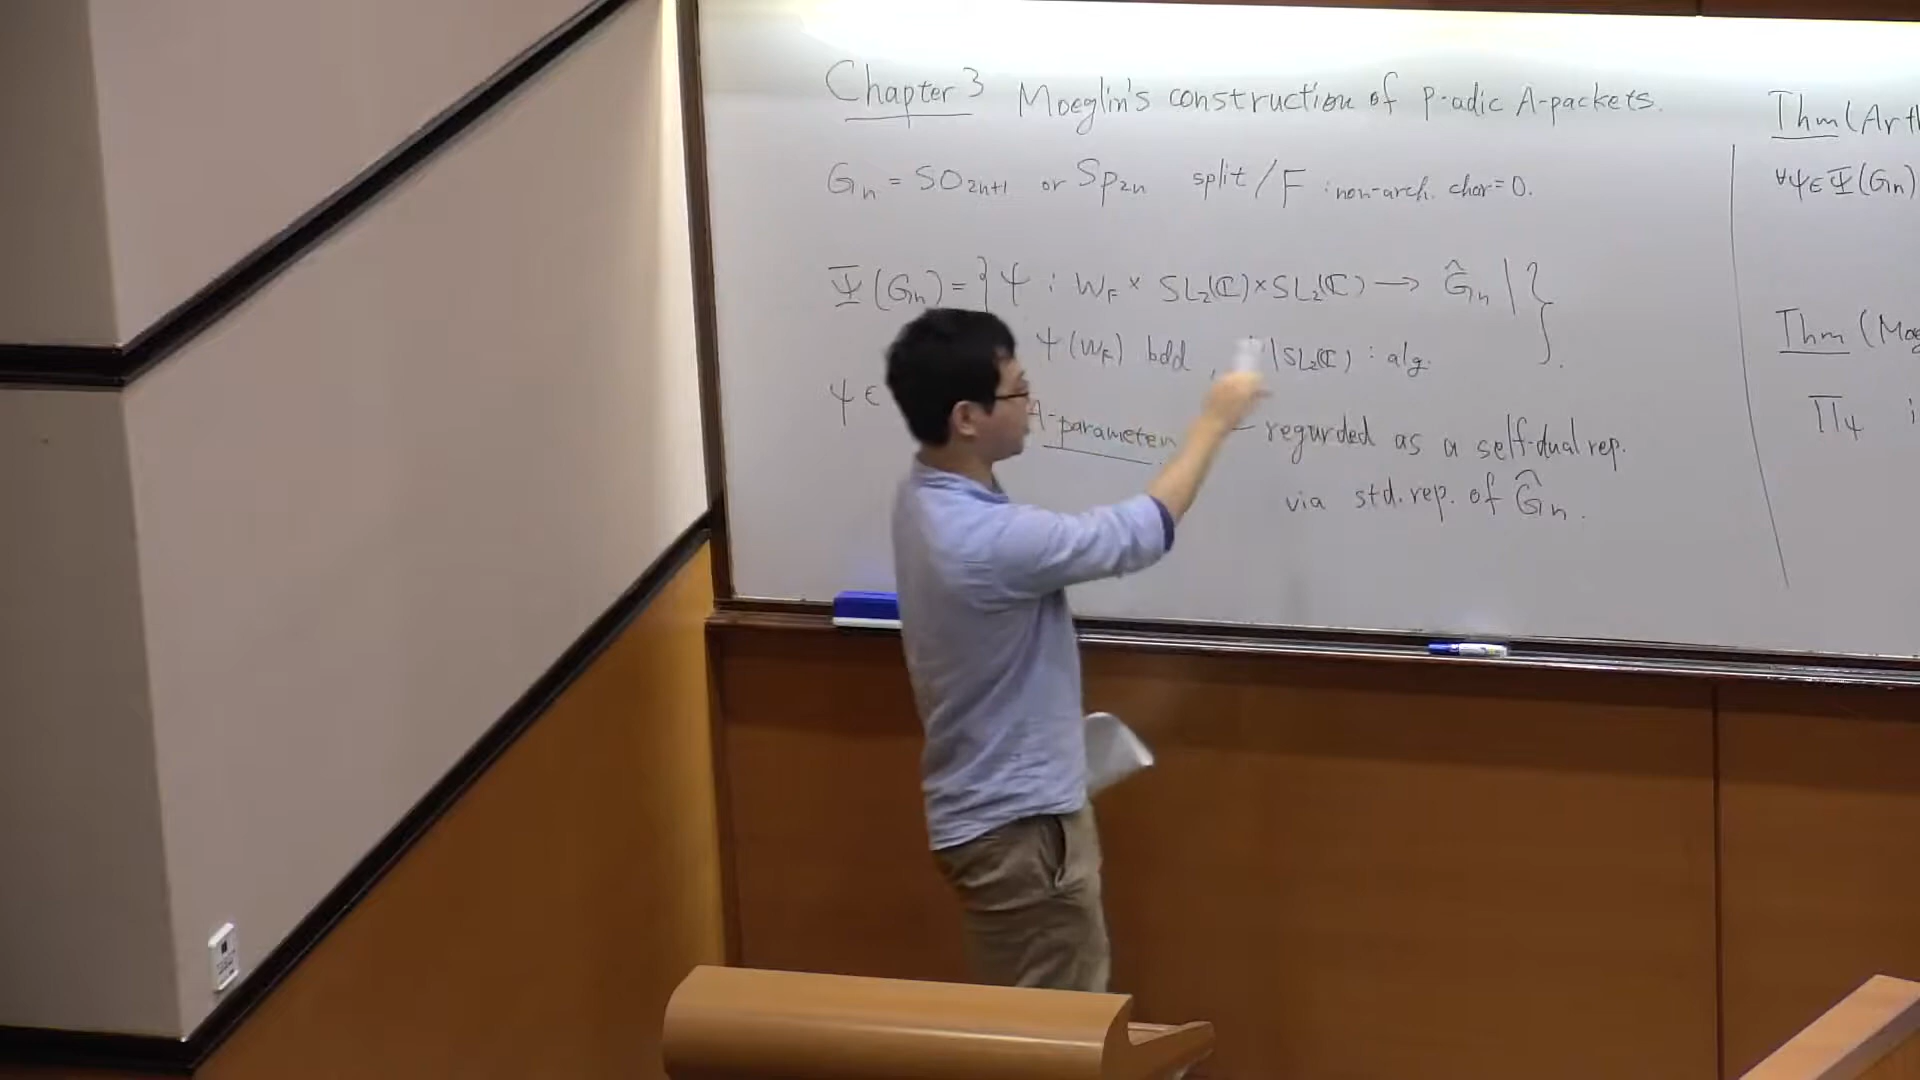 Chapter 3 Moeglin's construction of p-adic A-packets.
Gn = SO2n+1 or Sp2n split / F : non-arch. char = 0.
Ψ(Gn) = { ψ : WF × SL2(ℂ) × SL2(ℂ) → Ĝn | }
ψ(WF) bdd , |SL2(ℂ) : alg.
ψ ∈ A-parameter
regarded as a self-dual rep.
via std. rep. of Ĝn.
Thm (Arth
∀ψ ∈ Ψ(Gn)
Thm (Moe
Πψ i